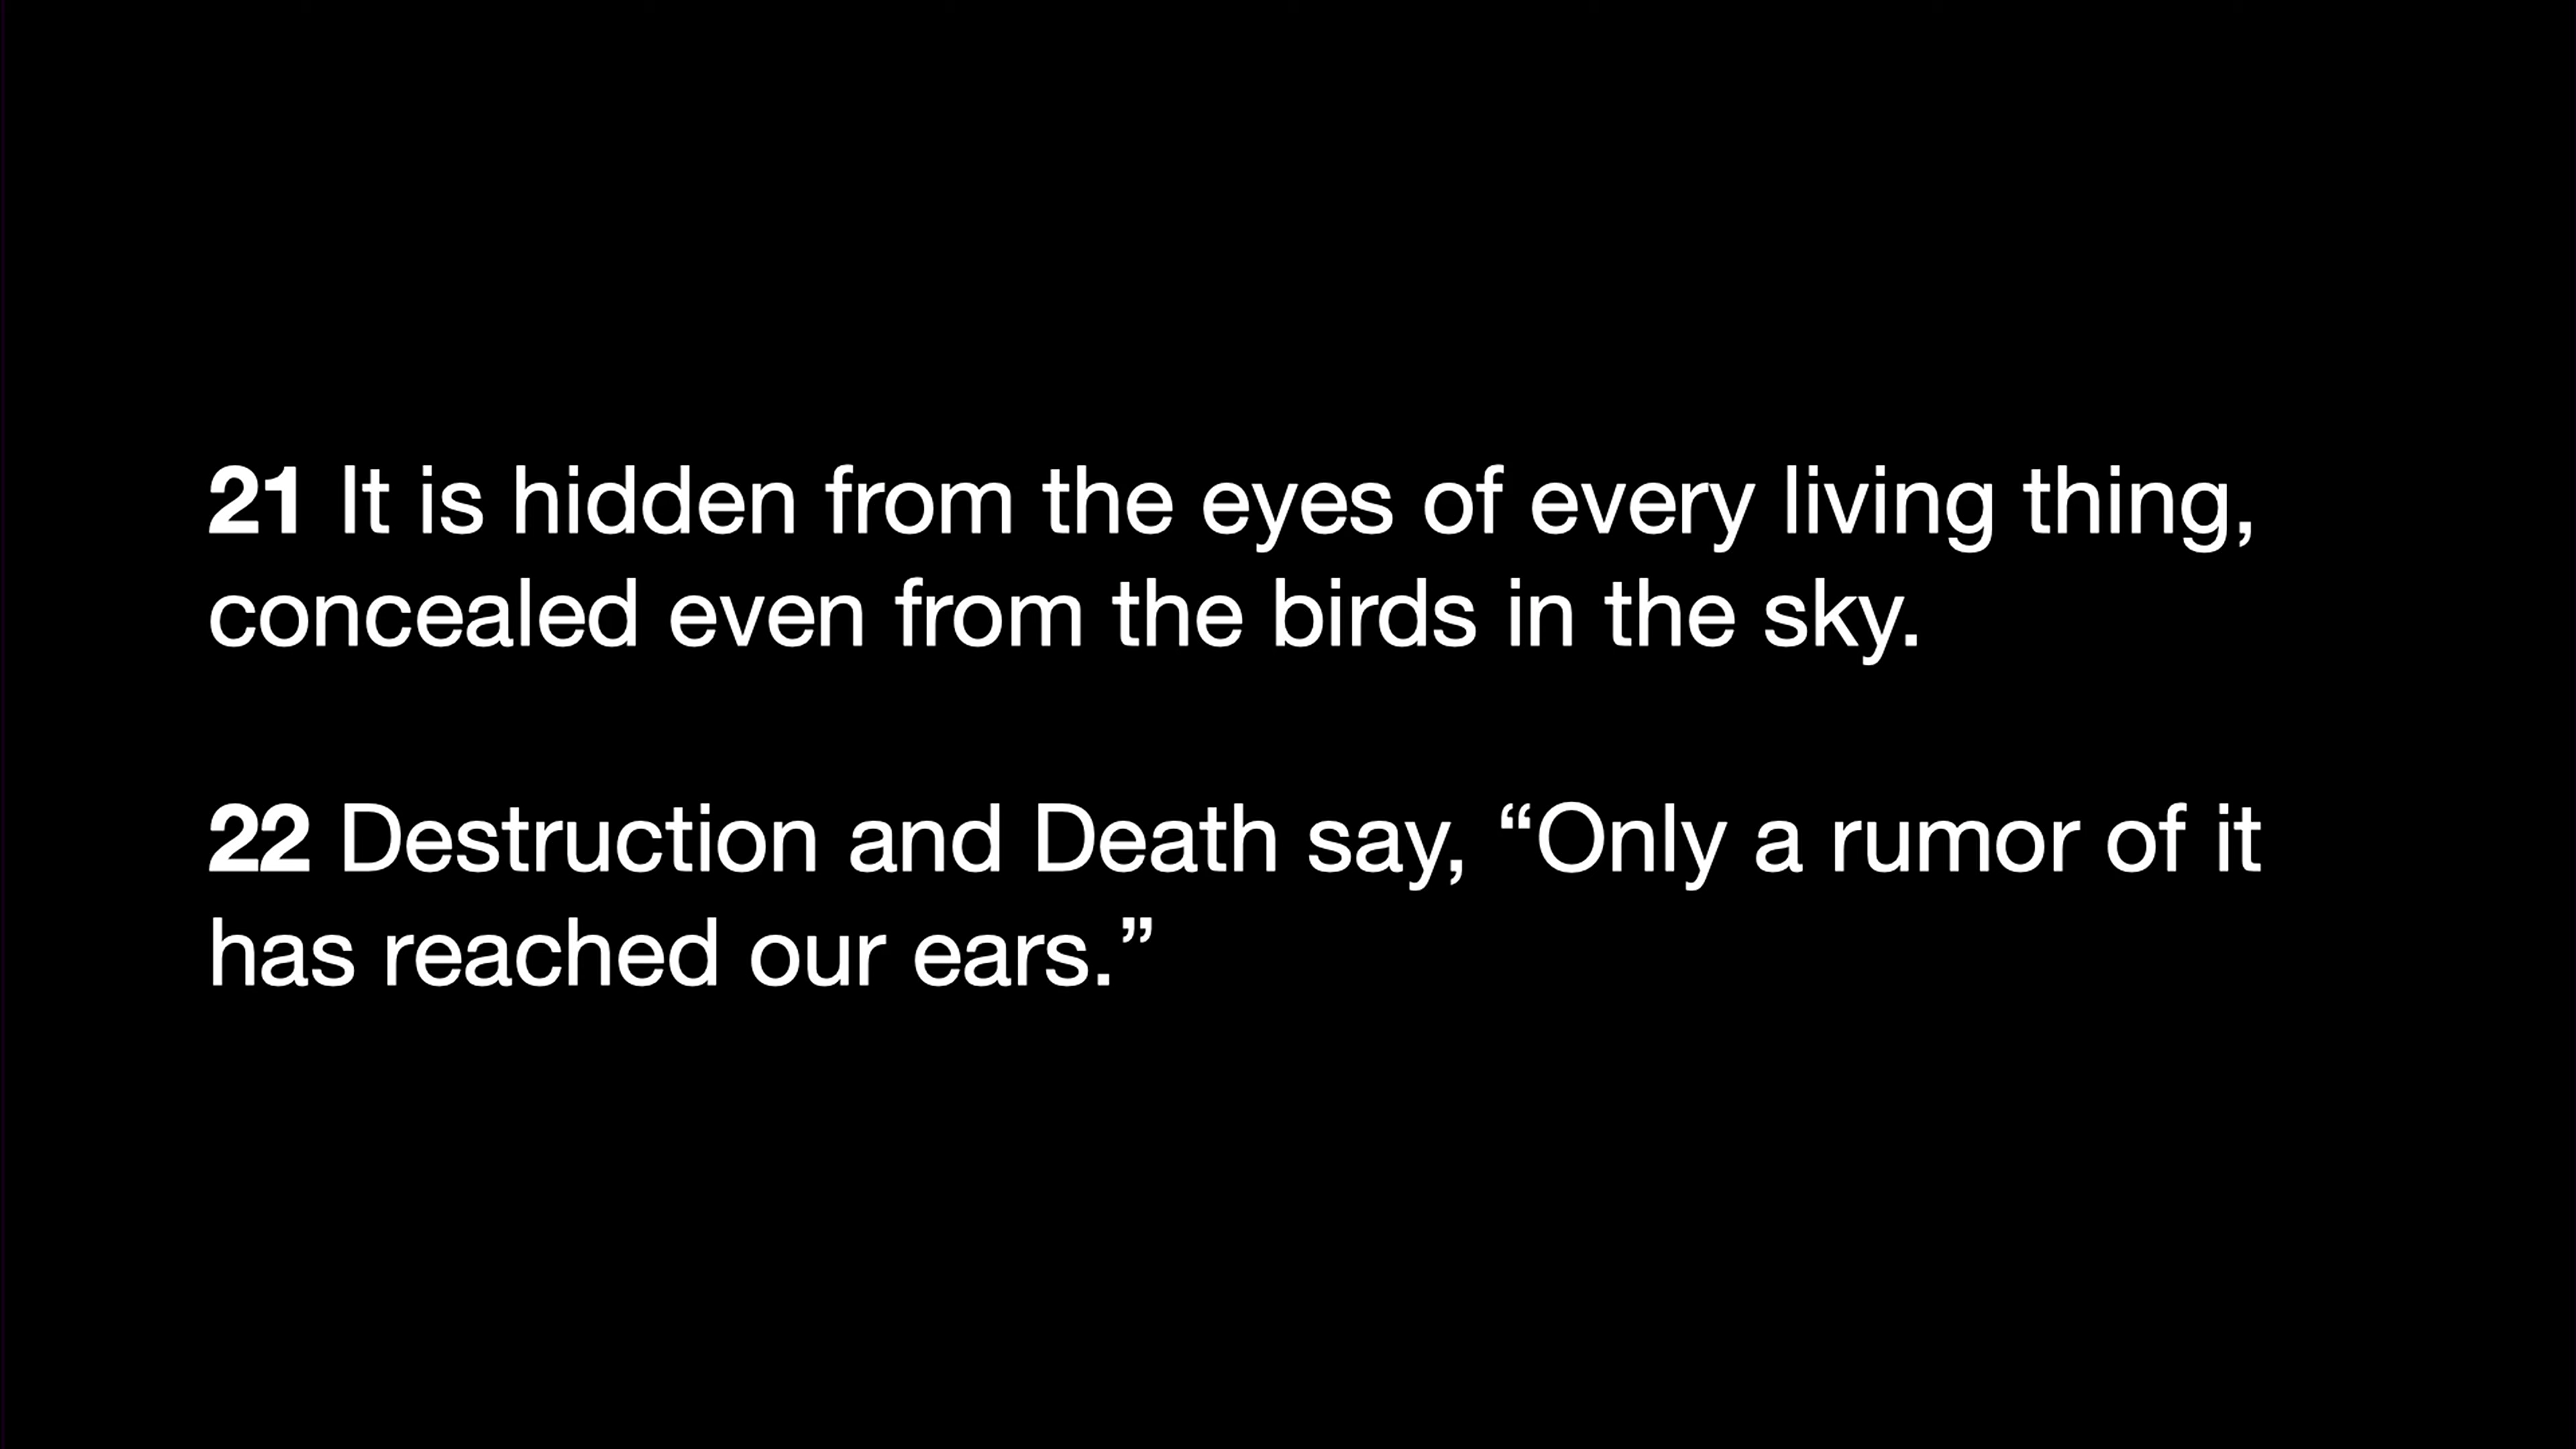 21 It is hidden from the eyes of every living thing,
concealed even from the birds in the sky.
22 Destruction and Death say, “Only a rumor of it
has reached our ears.”